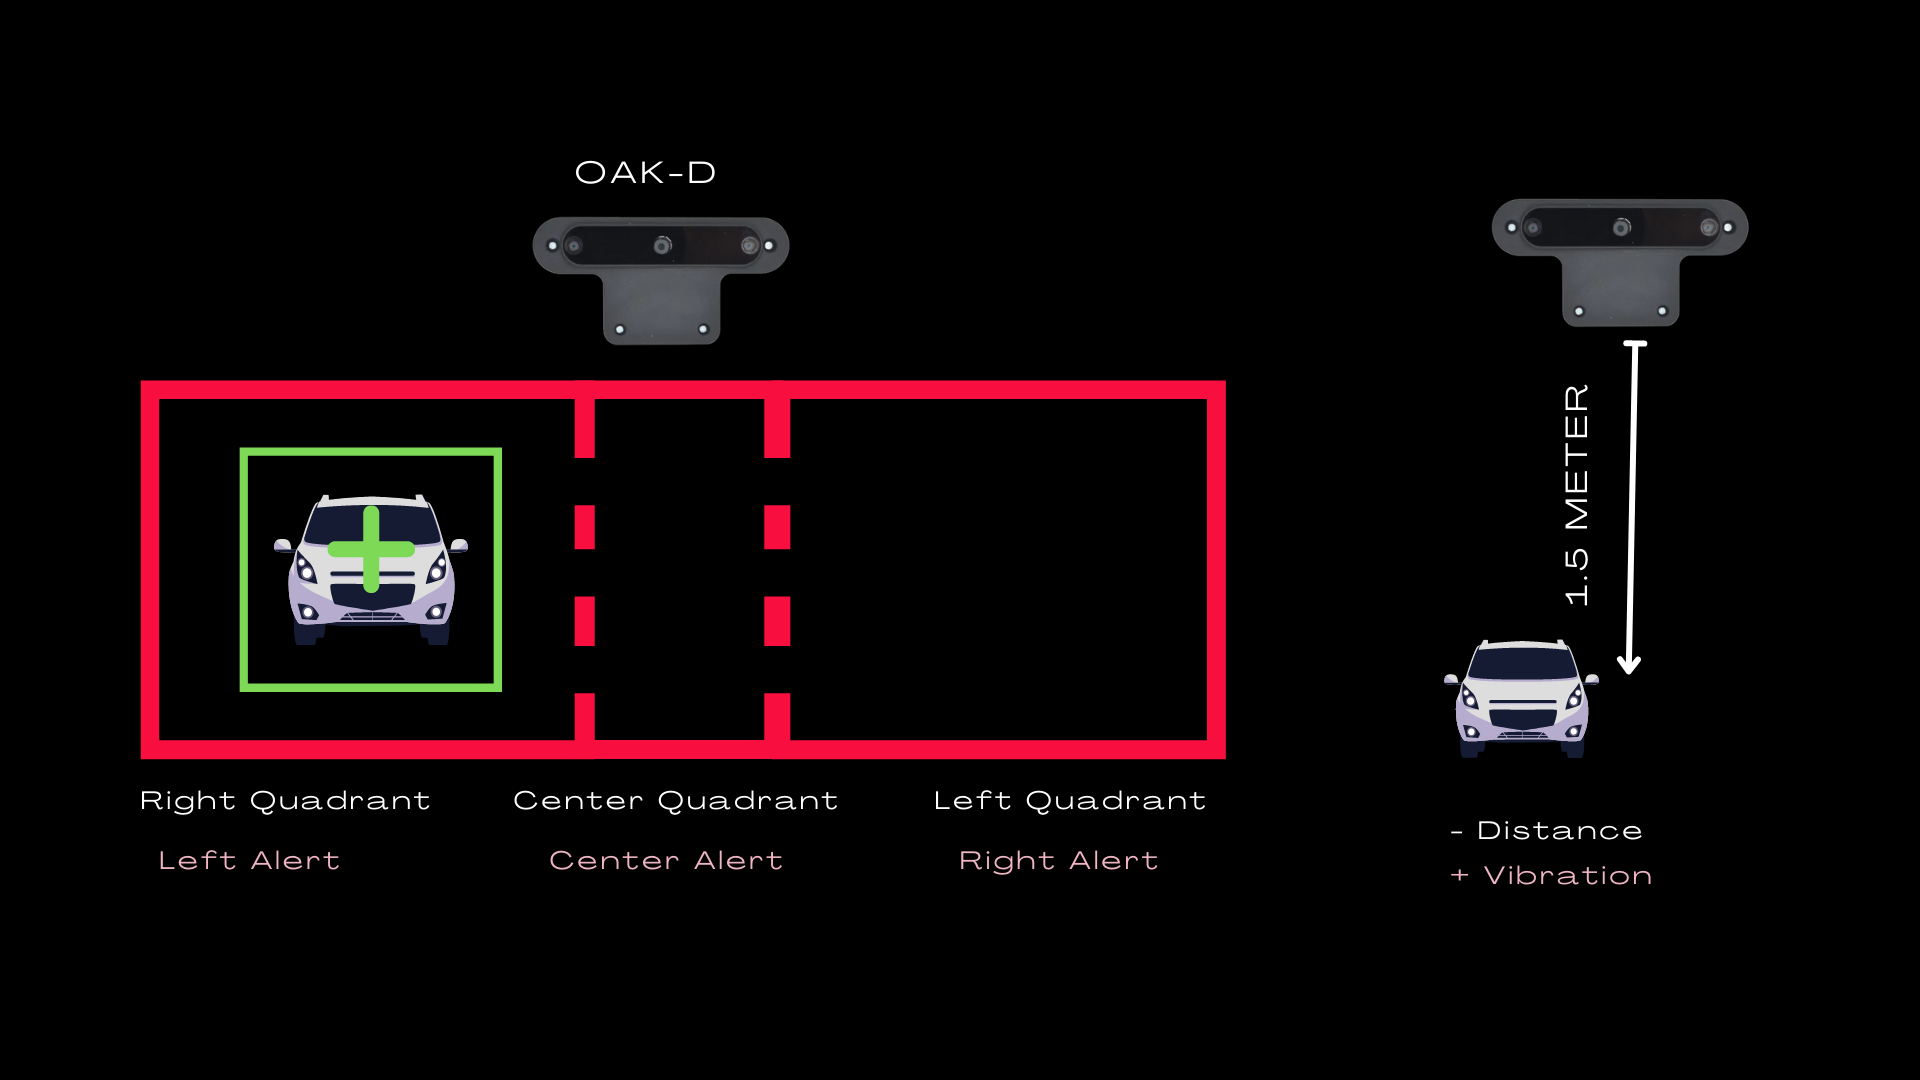 OAK-D
1.5 METER
Right Quadrant
Center Quadrant
Left Quadrant
Left Alert
Center Alert
Right Alert
- Distance
+ Vibration